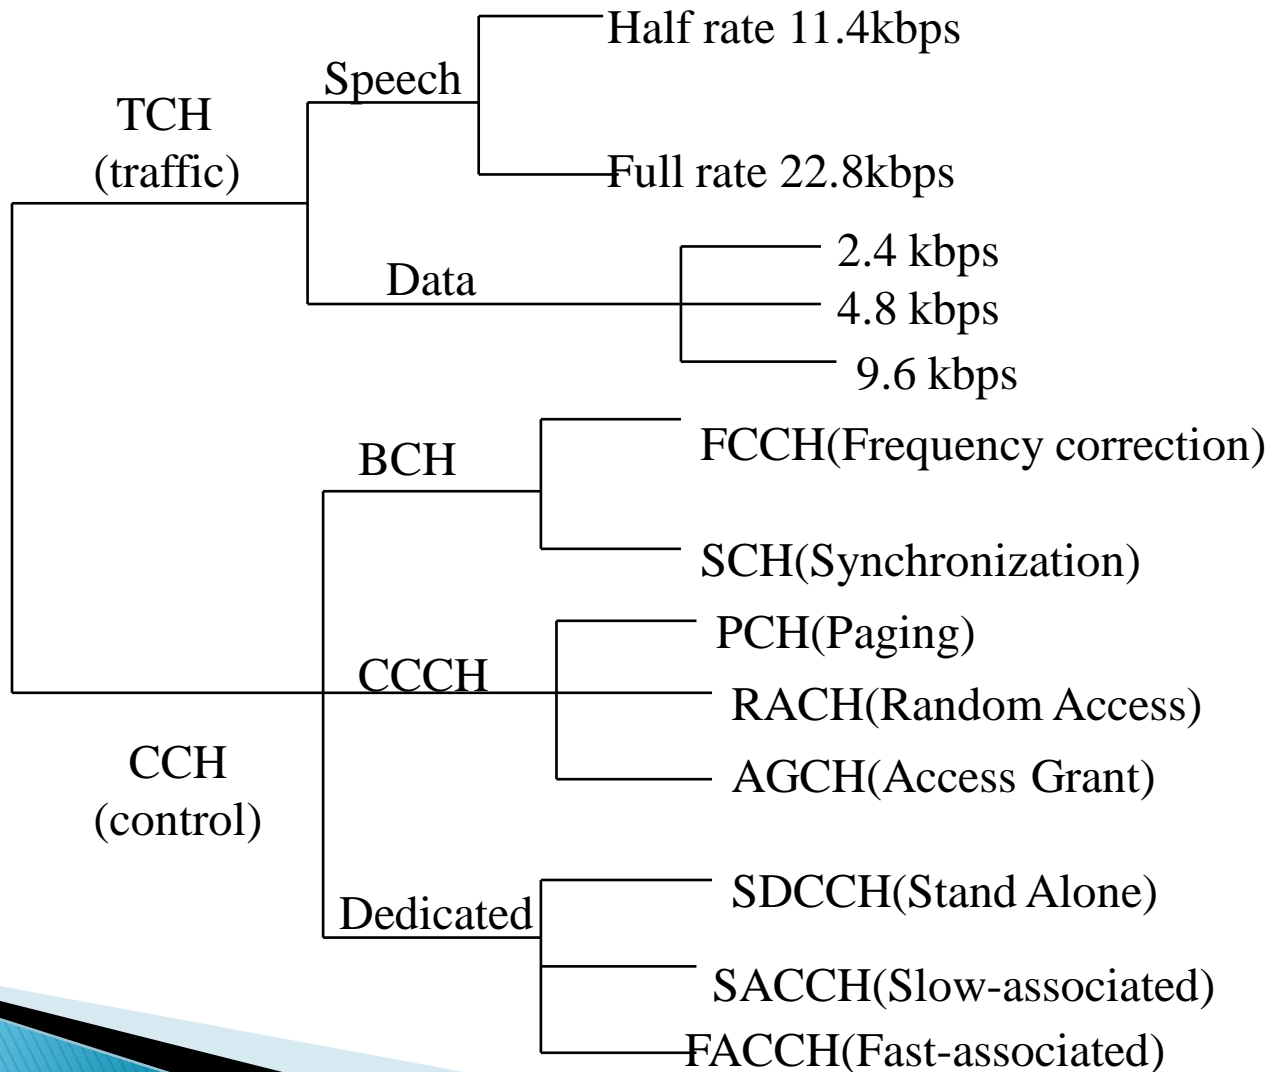 Half rate 11.4kbps
Speech
TCH
(traffic)
Full rate 22.8kbps
2.4 kbps
Data
4.8 kbps
9.6 kbps
FCCH(Frequency correction)
BCH
SCH(Synchronization)
PCH(Paging)
CCCH
RACH(Random Access)
CCH
(control)
AGCH(Access Grant)
SDCCH(Stand Alone)
Dedicated
SACCH(Slow-associated)
FACCH(Fast-associated)